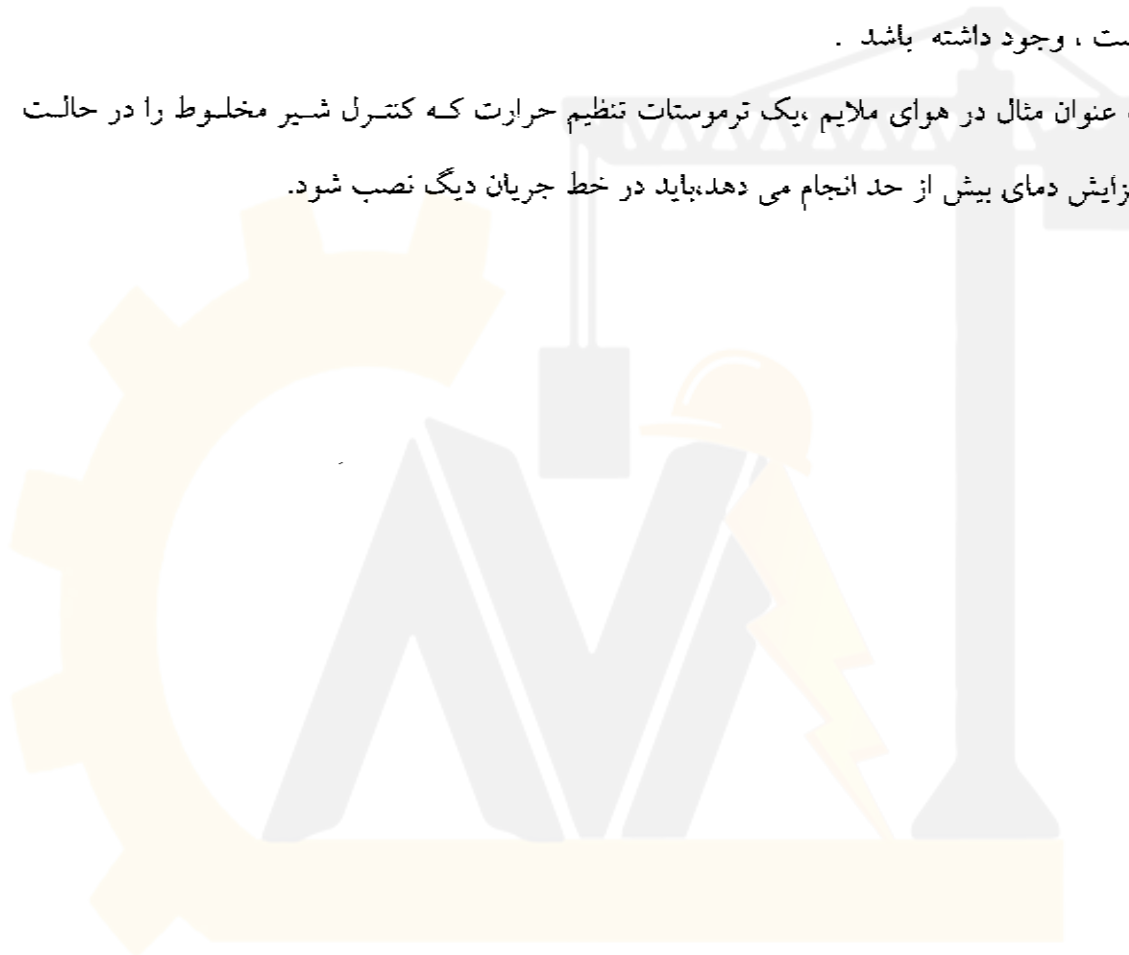 ست ، وجود داشته باشد .
عنوان مثال در هوای ملایم ،یک ترموستات تنظیم حرارت که کنترل شیر مخلوط را در حالت
زایش دمای بیش از حد انجام می دهد،باید در خط جریان دیگ نصب شود.